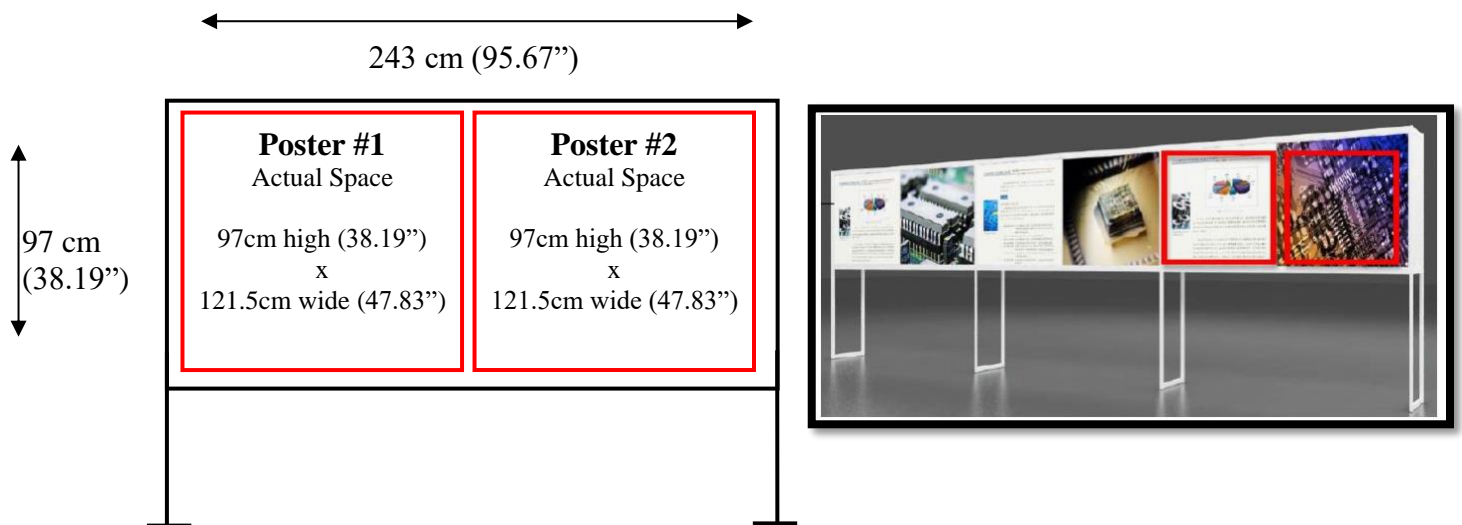 243 cm (95.67”)
97 cm
(38.19”)
Poster #1
Actual Space
97cm high (38.19”)
x
121.5cm wide (47.83”)
Poster #2
Actual Space
97cm high (38.19”)
x
121.5cm wide (47.83”)